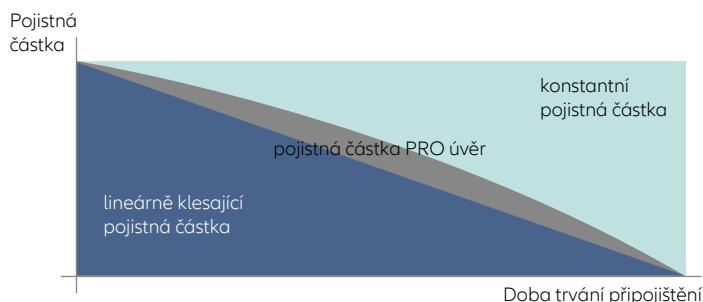 Pojistná
částka
konstantní
pojistná částka
pojistná částka PRO úvěr
lineárně klesající
pojistná částka
Doba trvání připojištění